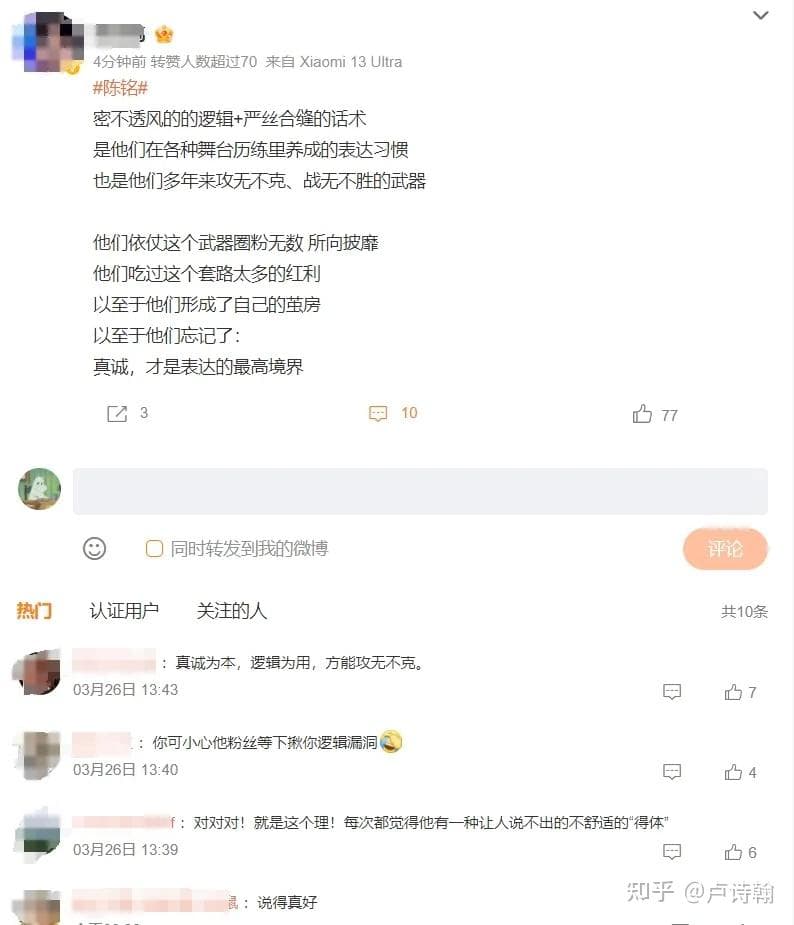 4分钟前 转赞人数超过70 来自 Xiaomi 13 Ultra
#陈铭#
密不透风的的逻辑+严丝合缝的话术
是他们在各种舞台历练里养成的表达习惯
也是他们多年来攻无不克、战无不胜的武器
他们依仗这个武器圈粉无数 所向披靡
他们吃过这个套路太多的红利
以至于他们形成了自己的茧房
以至于他们忘记了：
真诚，才是表达的最高境界
3 10 77
同时转发到我的微博 评论
热门 认证用户 关注的人 共10条
：真诚为本，逻辑为用，方能攻无不克。
03月26日 13:43 7
：你可小心他粉丝等下揪你逻辑漏洞
03月26日 13:40 4
f：对对对！就是这个理！每次都觉得他有一种让人说不出的不舒适的“得体”
03月26日 13:39 6
：说得真好
知乎 @卢诗翰